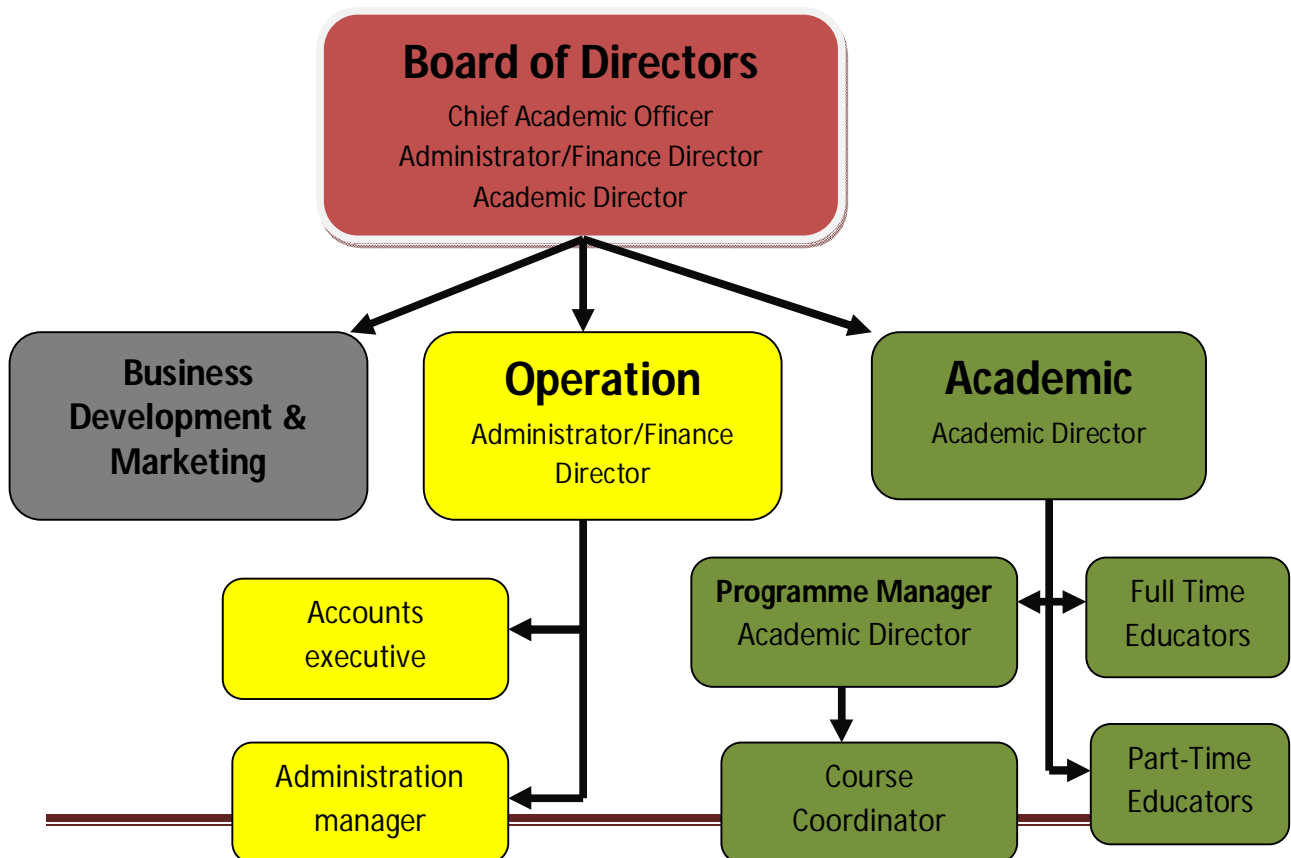 Board of Directors
Chief Academic Officer
Administrator/Finance Director
Academic Director
Business
Development &
Marketing
Operation
Administrator/Finance
Director
Academic
Academic Director
Accounts
executive
Programme Manager
Academic Director
Full Time
Educators
Administration
manager
Course
Coordinator
Part-Time
Educators